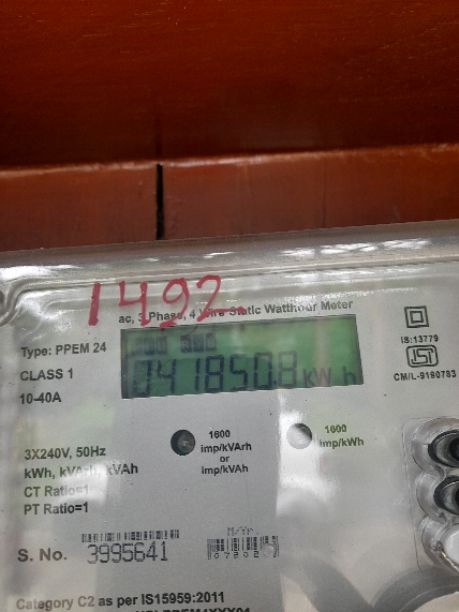 1492
ac, 3 Phase, 4 Wire Static Watthour Meter
Type: PPEM 24
041850.8 kWh
IS:13779
CLASS 1
CM/L-9160783
10-40A
1600
imp/kVArh
or
imp/kVAh
1600
imp/kWh
3X240V, 50Hz
kWh, kVArh, kVAh
CT Ratio=1
PT Ratio=1
M/Yr
S. No. 3995641
Category C2 as per IS15959:2011